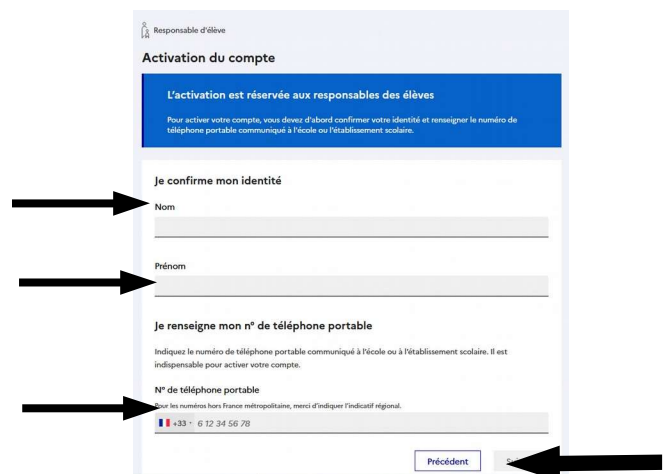 Responsable d'élève
Activation du compte
L'activation est réservée aux responsables des élèves
Pour activer votre compte, vous devez d'abord confirmer votre identité et renseigner le numéro de
téléphone portable communiqué à l'école ou l'établissement scolaire.
Je confirme mon identité
Nom
Prénom
Je renseigne mon n° de téléphone portable
Indiquez le numéro de téléphone portable communiqué à l'école ou à l'établissement scolaire. Il est
indispensable pour activer votre compte.
N° de téléphone portable
Pour les numéros hors France métropolitaine, merci d'indiquer l'indicatif régional.
+33 6 12 34 56 78
Précédent